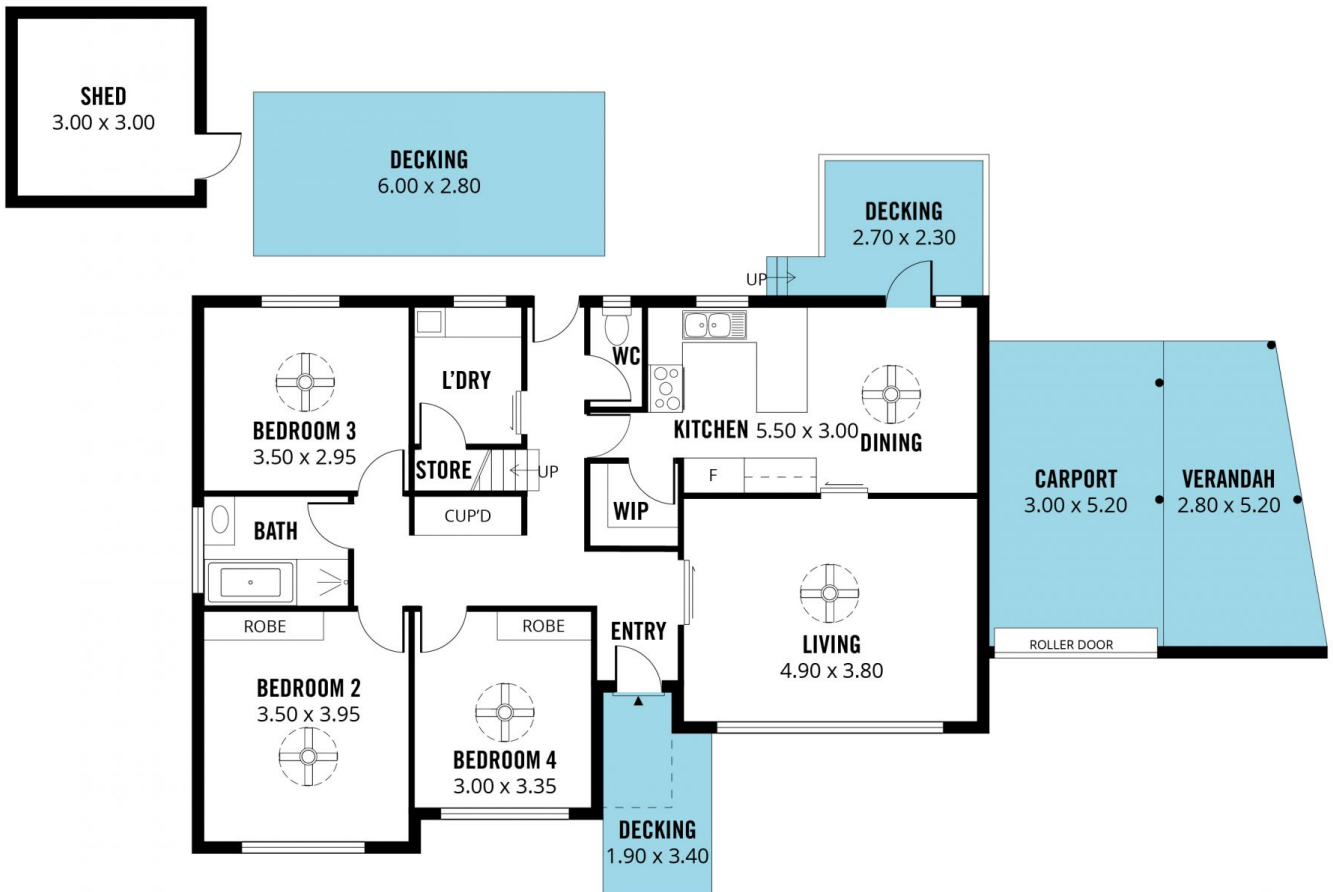 SHED
3.00 x 3.00
DECKING
6.00 x 2.80
DECKING
2.70 x 2.30
UP
WC
L'DRY
BEDROOM 3
3.50 x 2.95
KITCHEN 5.50 x 3.00
DINING
STORE
UP
F
CARPORT
3.00 x 5.20
VERANDAH
2.80 x 5.20
CUP'D
WIP
BATH
ROBE
ROBE
ENTRY
LIVING
4.90 x 3.80
ROLLER DOOR
BEDROOM 2
3.50 x 3.95
BEDROOM 4
3.00 x 3.35
DECKING
1.90 x 3.40